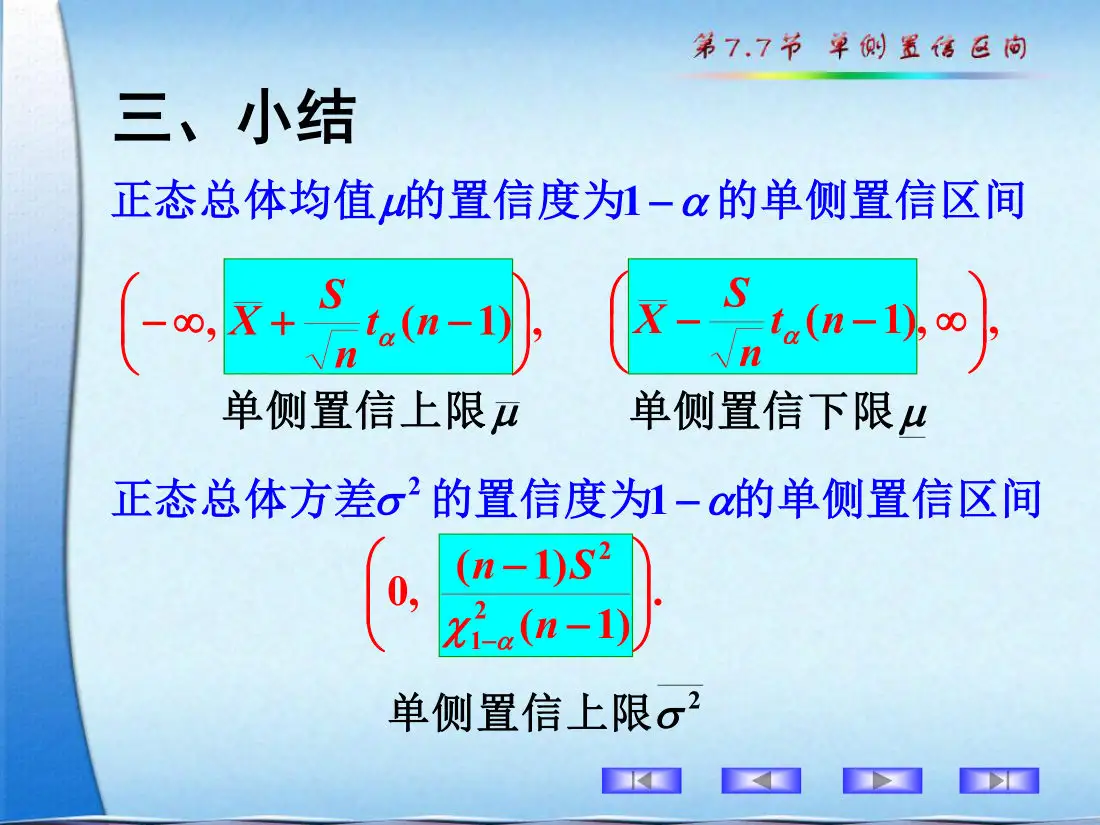 第7.7节 单侧置信区间
三、小结
正态总体均值μ的置信度为1−α的单侧置信区间
(−∞, X̅ + S/√n tα(n−1)), (X̅ − S/√n tα(n−1), ∞),
单侧置信上限μ̅ 单侧置信下限μ̲
正态总体方差σ²的置信度为1−α的单侧置信区间
(0, (n−1)S²/χ²₁₋α(n−1)).
单侧置信上限σ̅²̅